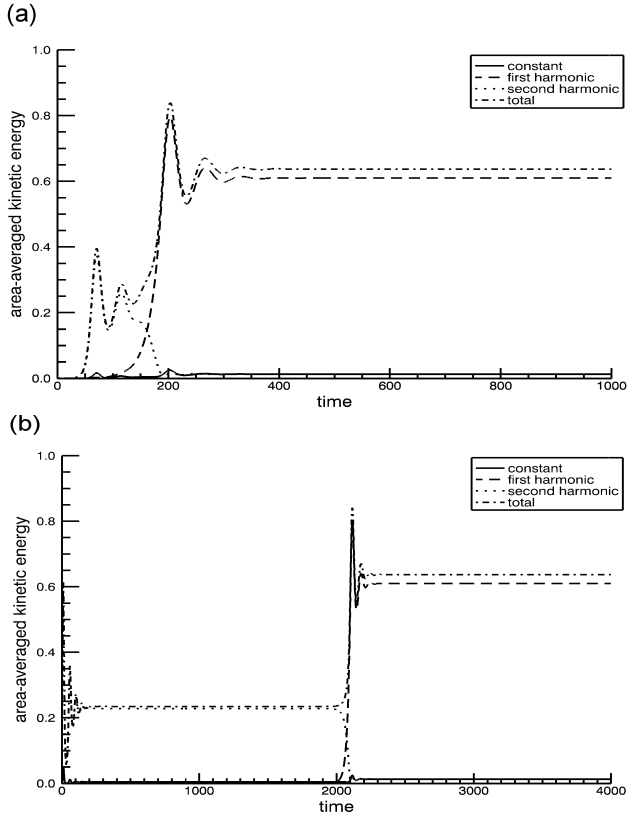 (a)
1.0
0.8
0.6
0.4
0.2
0.0
area-averaged kinetic energy
constant
first harmonic
second harmonic
total
0
200
400
600
800
1000
time
(b)
1.0
0.8
0.6
0.4
0.2
0.0
area-averaged kinetic energy
constant
first harmonic
second harmonic
total
0
1000
2000
3000
4000
time